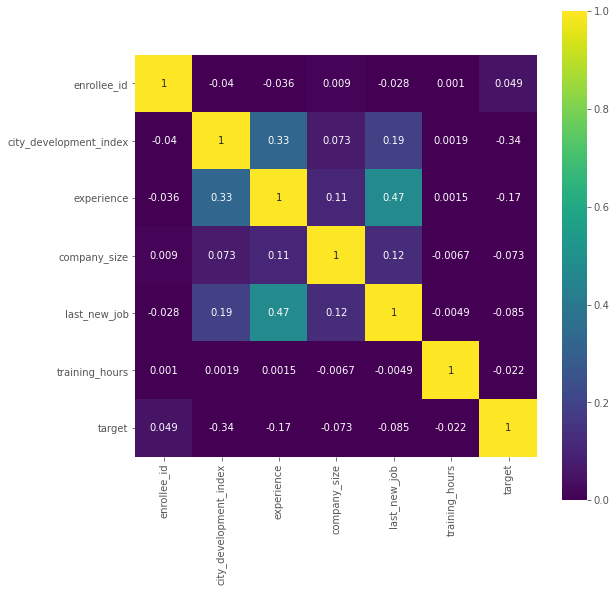 1.0
enrollee_id 1 -0.04 -0.036 0.009 -0.028 0.001 0.049
0.8
city_development_index -0.04 1 0.33 0.073 0.19 0.0019 -0.34
experience -0.036 0.33 1 0.11 0.47 0.0015 -0.17
0.6
company_size 0.009 0.073 0.11 1 0.12 -0.0067 -0.073
last_new_job -0.028 0.19 0.47 0.12 1 -0.0049 -0.085
0.4
training_hours 0.001 0.0019 0.0015 -0.0067 -0.0049 1 -0.022
0.2
target 0.049 -0.34 -0.17 -0.073 -0.085 -0.022 1
0.0
enrollee_id
city_development_index
experience
company_size
last_new_job
training_hours
target